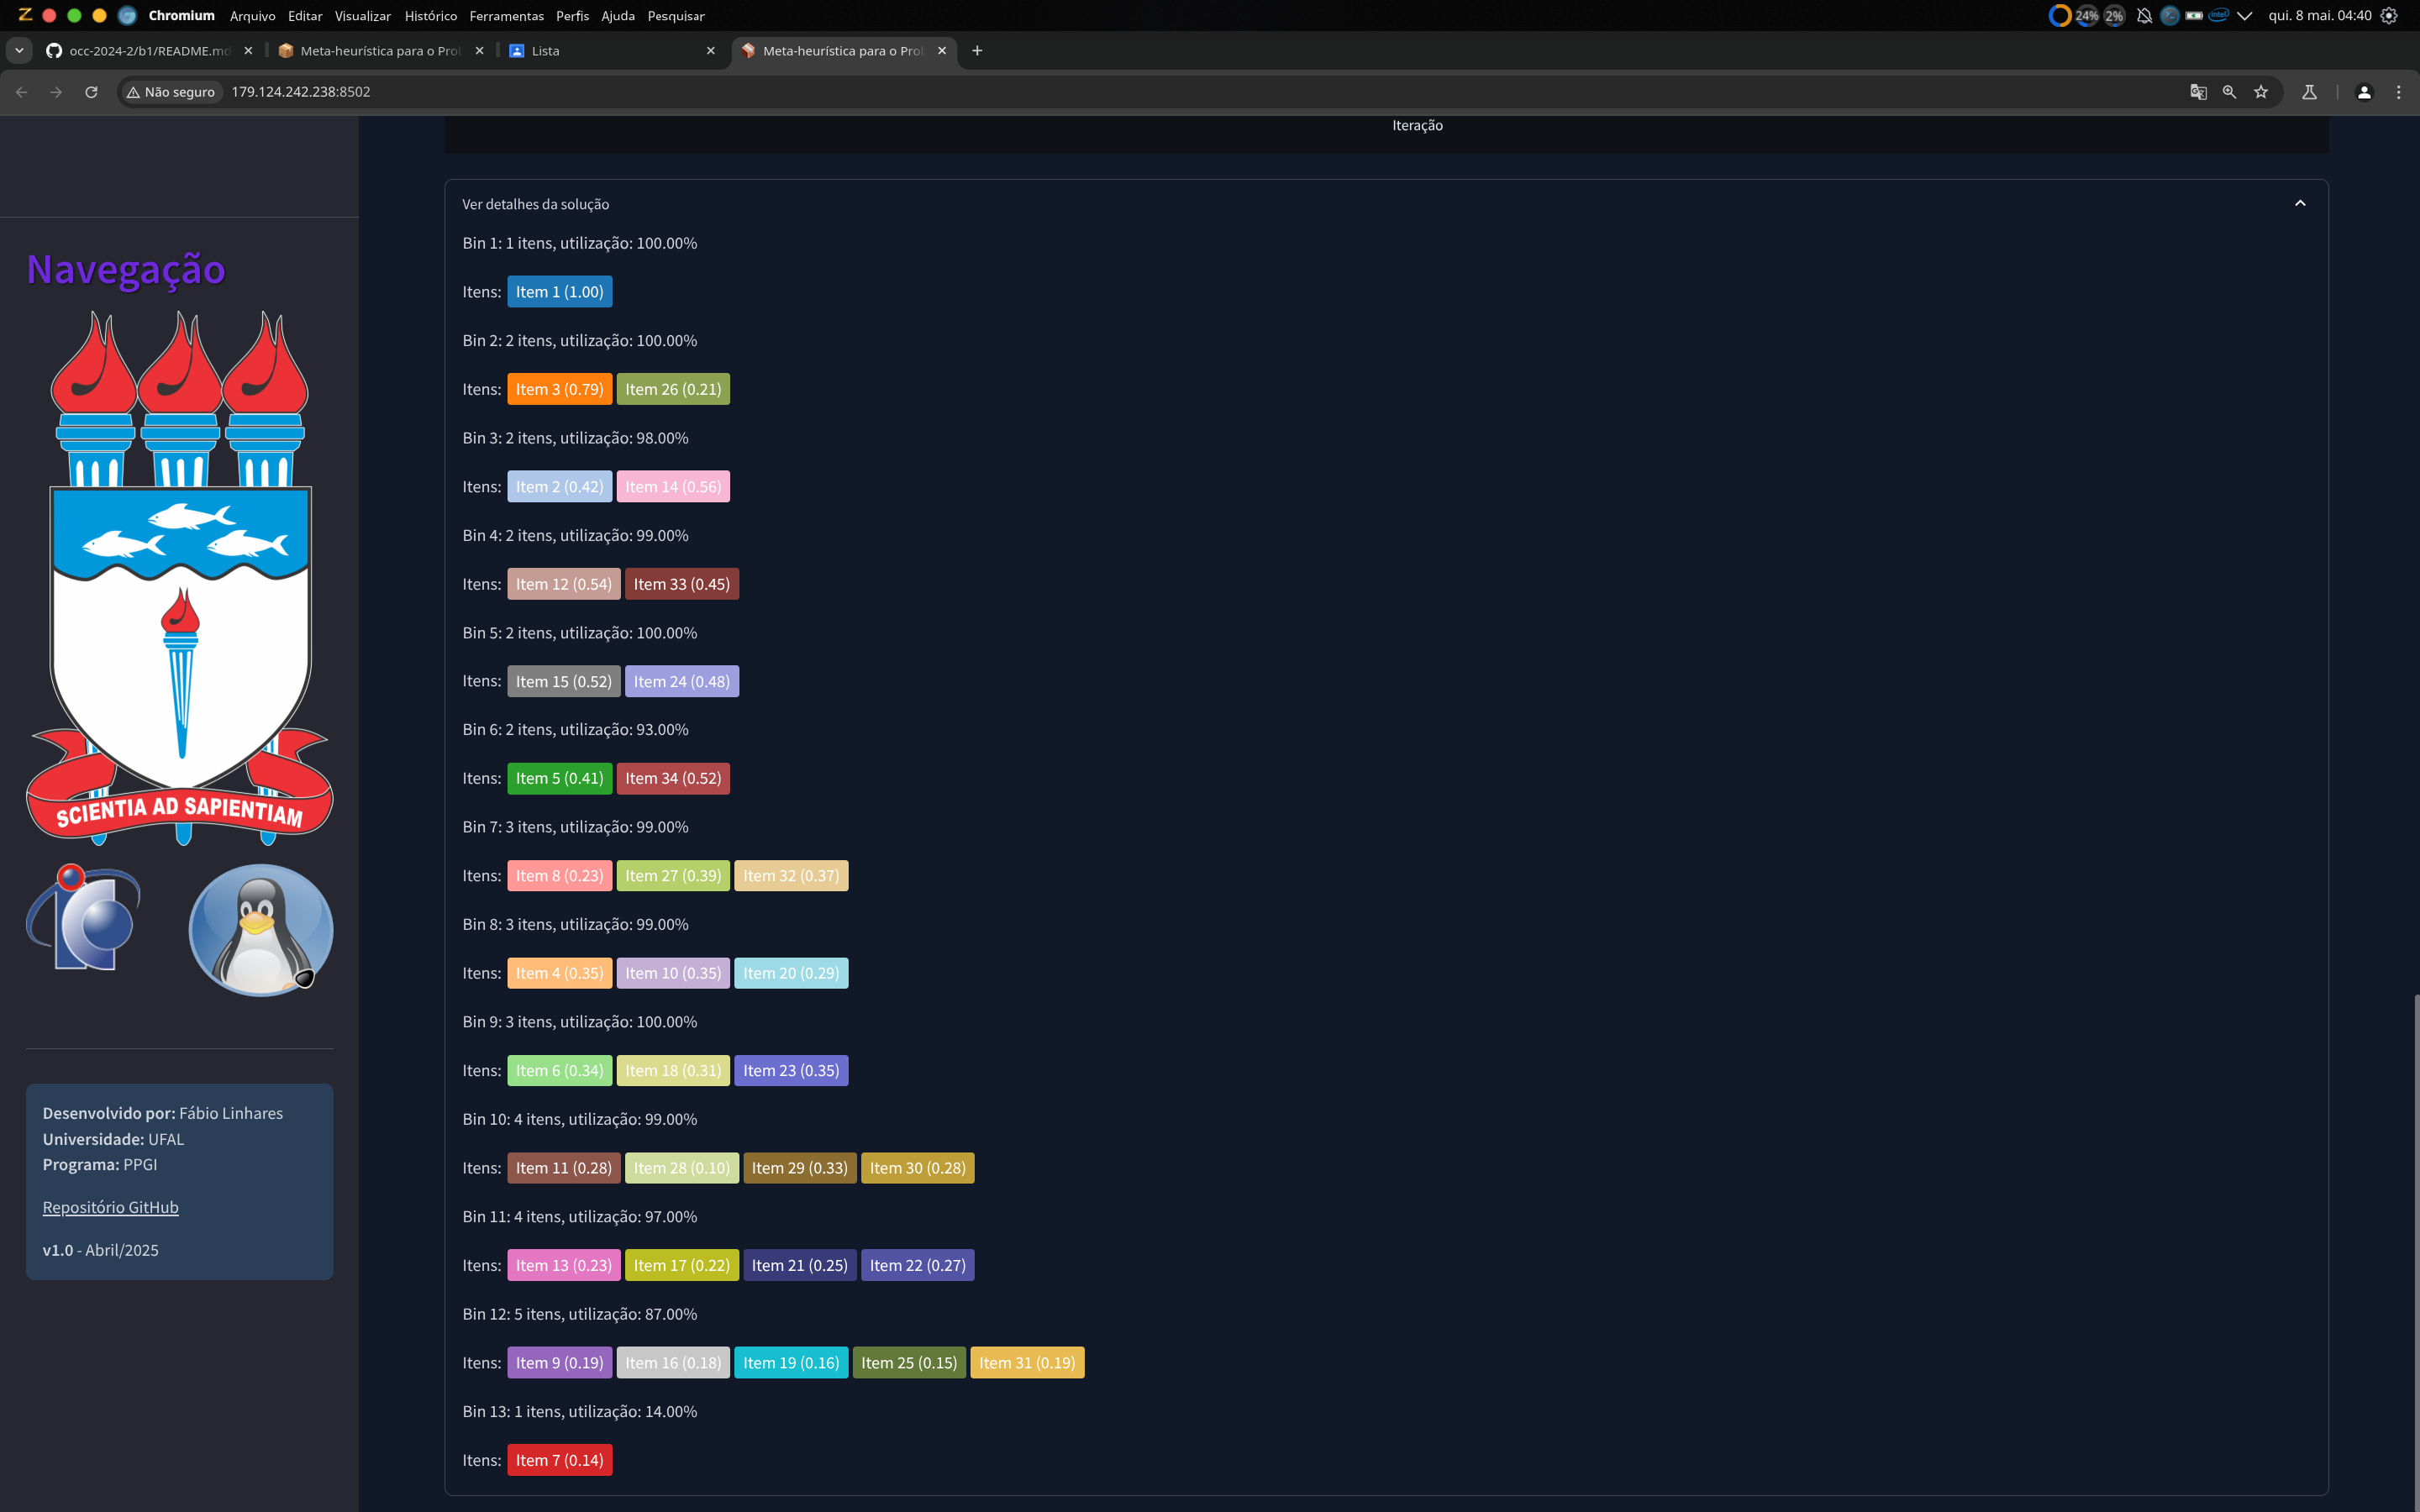 Chromium Arquivo Editar Visualizar Histórico Ferramentas Perfis Ajuda Pesquisar
24% 2% intel qui. 8 mai. 04:40
occ-2024-2/b1/README.md Meta-heurística para o Pro Lista Meta-heurística para o Pro
Não seguro 179.124.242.238:8502
Iteração
Navegação
SCIENTIA AD SAPIENTIAM
Desenvolvido por: Fábio Linhares
Universidade: UFAL
Programa: PPGI
Repositório GitHub
v1.0 - Abril/2025
Ver detalhes da solução
Bin 1: 1 itens, utilização: 100.00%
Itens: Item 1 (1.00)
Bin 2: 2 itens, utilização: 100.00%
Itens: Item 3 (0.79) Item 26 (0.21)
Bin 3: 2 itens, utilização: 98.00%
Itens: Item 2 (0.42) Item 14 (0.56)
Bin 4: 2 itens, utilização: 99.00%
Itens: Item 12 (0.54) Item 33 (0.45)
Bin 5: 2 itens, utilização: 100.00%
Itens: Item 15 (0.52) Item 24 (0.48)
Bin 6: 2 itens, utilização: 93.00%
Itens: Item 5 (0.41) Item 34 (0.52)
Bin 7: 3 itens, utilização: 99.00%
Itens: Item 8 (0.23) Item 27 (0.39) Item 32 (0.37)
Bin 8: 3 itens, utilização: 99.00%
Itens: Item 4 (0.35) Item 10 (0.35) Item 20 (0.29)
Bin 9: 3 itens, utilização: 100.00%
Itens: Item 6 (0.34) Item 18 (0.31) Item 23 (0.35)
Bin 10: 4 itens, utilização: 99.00%
Itens: Item 11 (0.28) Item 28 (0.10) Item 29 (0.33) Item 30 (0.28)
Bin 11: 4 itens, utilização: 97.00%
Itens: Item 13 (0.23) Item 17 (0.22) Item 21 (0.25) Item 22 (0.27)
Bin 12: 5 itens, utilização: 87.00%
Itens: Item 9 (0.19) Item 16 (0.18) Item 19 (0.16) Item 25 (0.15) Item 31 (0.19)
Bin 13: 1 itens, utilização: 14.00%
Itens: Item 7 (0.14)